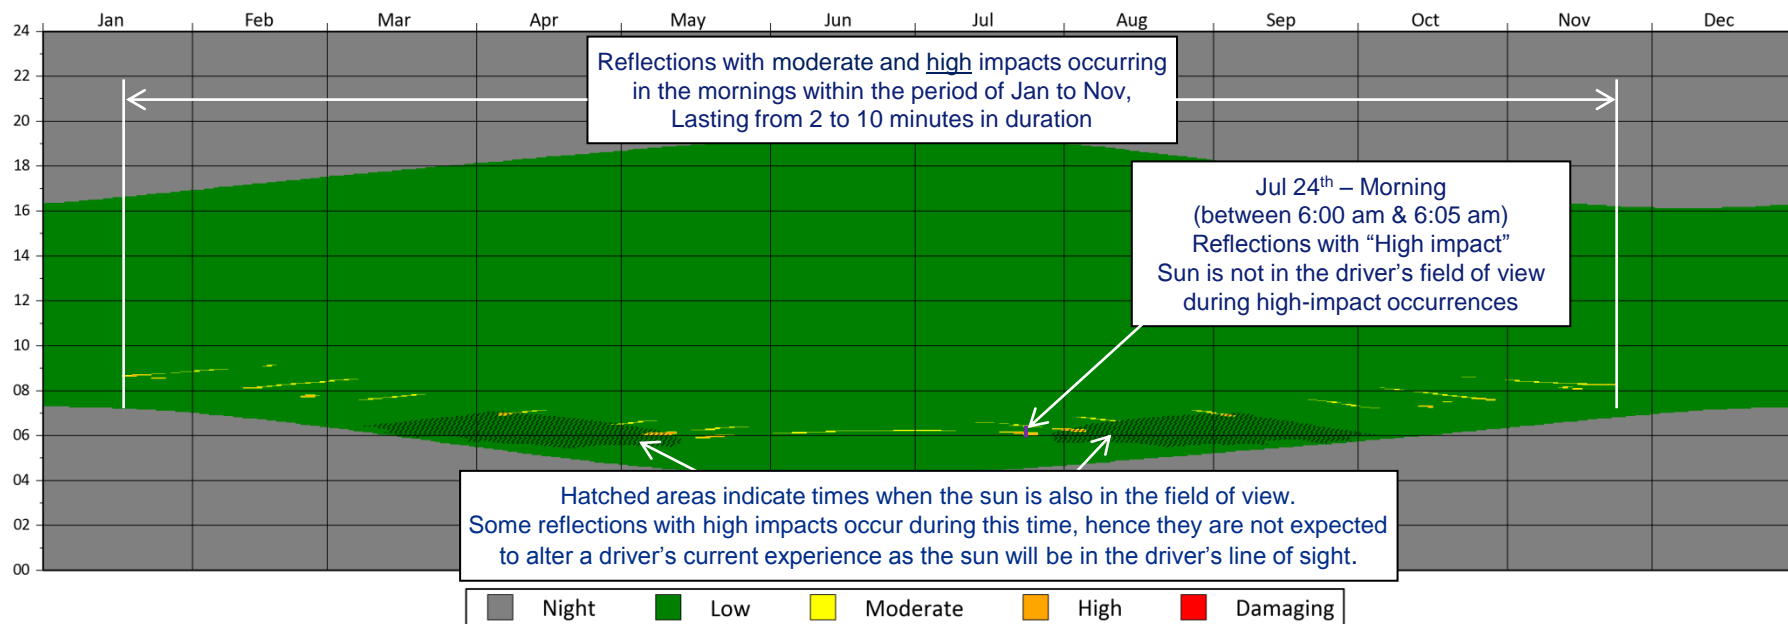 Jan Feb Mar Apr May Jun Jul Aug Sep Oct Nov Dec
24
22
20
18
16
14
12
10
08
06
04
02
00
Reflections with moderate and high impacts occurring
in the mornings within the period of Jan to Nov,
Lasting from 2 to 10 minutes in duration
Jul 24th – Morning
(between 6:00 am & 6:05 am)
Reflections with “High impact”
Sun is not in the driver’s field of view
during high-impact occurrences
Hatched areas indicate times when the sun is also in the field of view.
Some reflections with high impacts occur during this time, hence they are not expected
to alter a driver’s current experience as the sun will be in the driver’s line of sight.
Night Low Moderate High Damaging